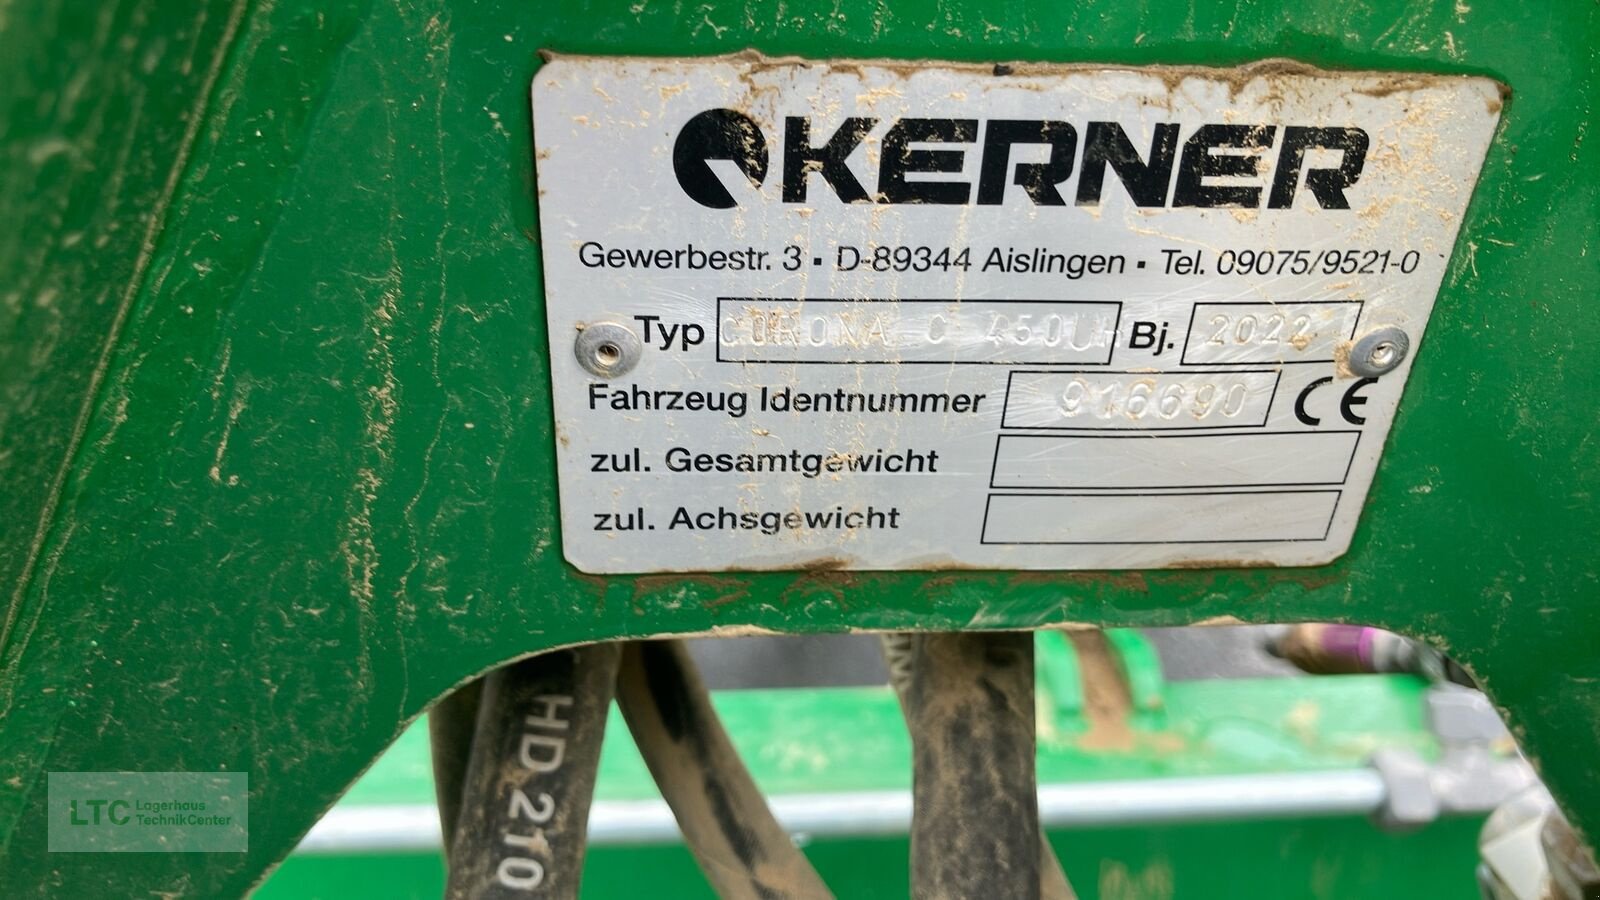 KERNER
Gewerbestr. 3 ▪ D-89344 Aislingen ▪ Tel. 09075/9521-0
Typ CORONA C 450U Bj. 2022
Fahrzeug Identnummer 916690 CE
zul. Gesamtgewicht
zul. Achsgewicht
HD 210
LTC Lagerhaus
TechnikCenter